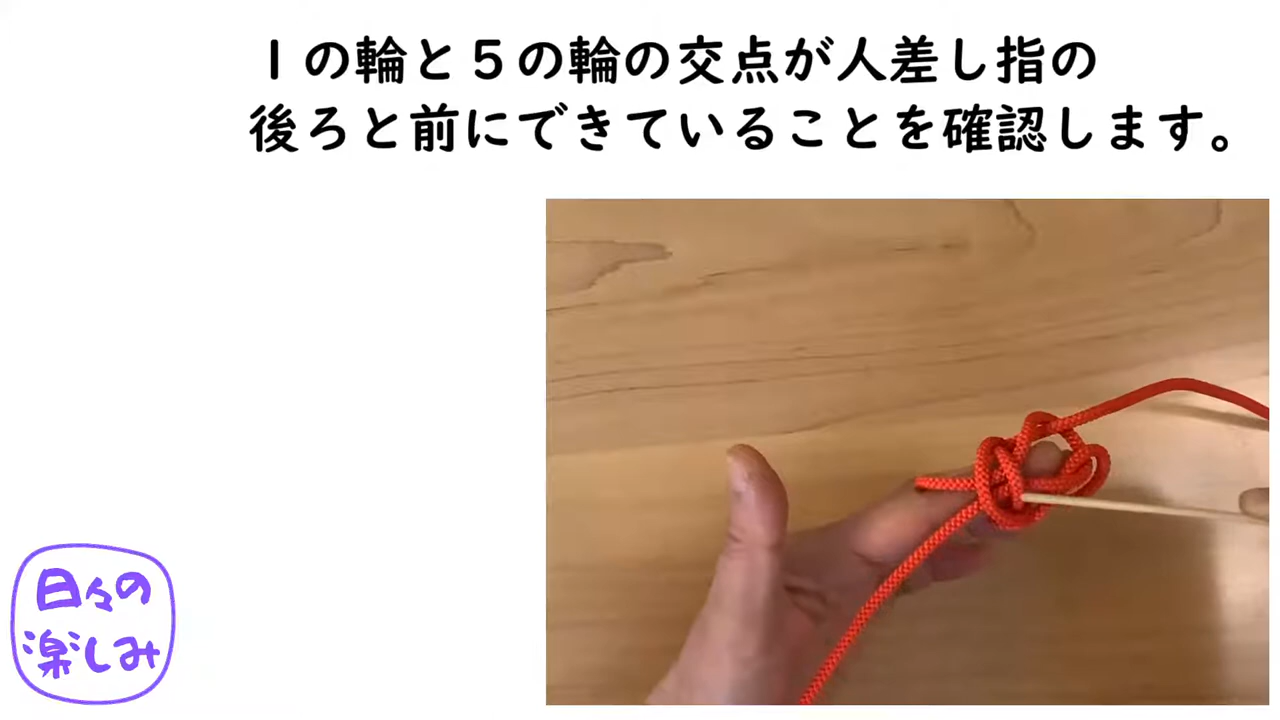 １の輪と５の輪の交点が人差し指の
後ろと前にできていることを確認します。
日々の
楽しみ